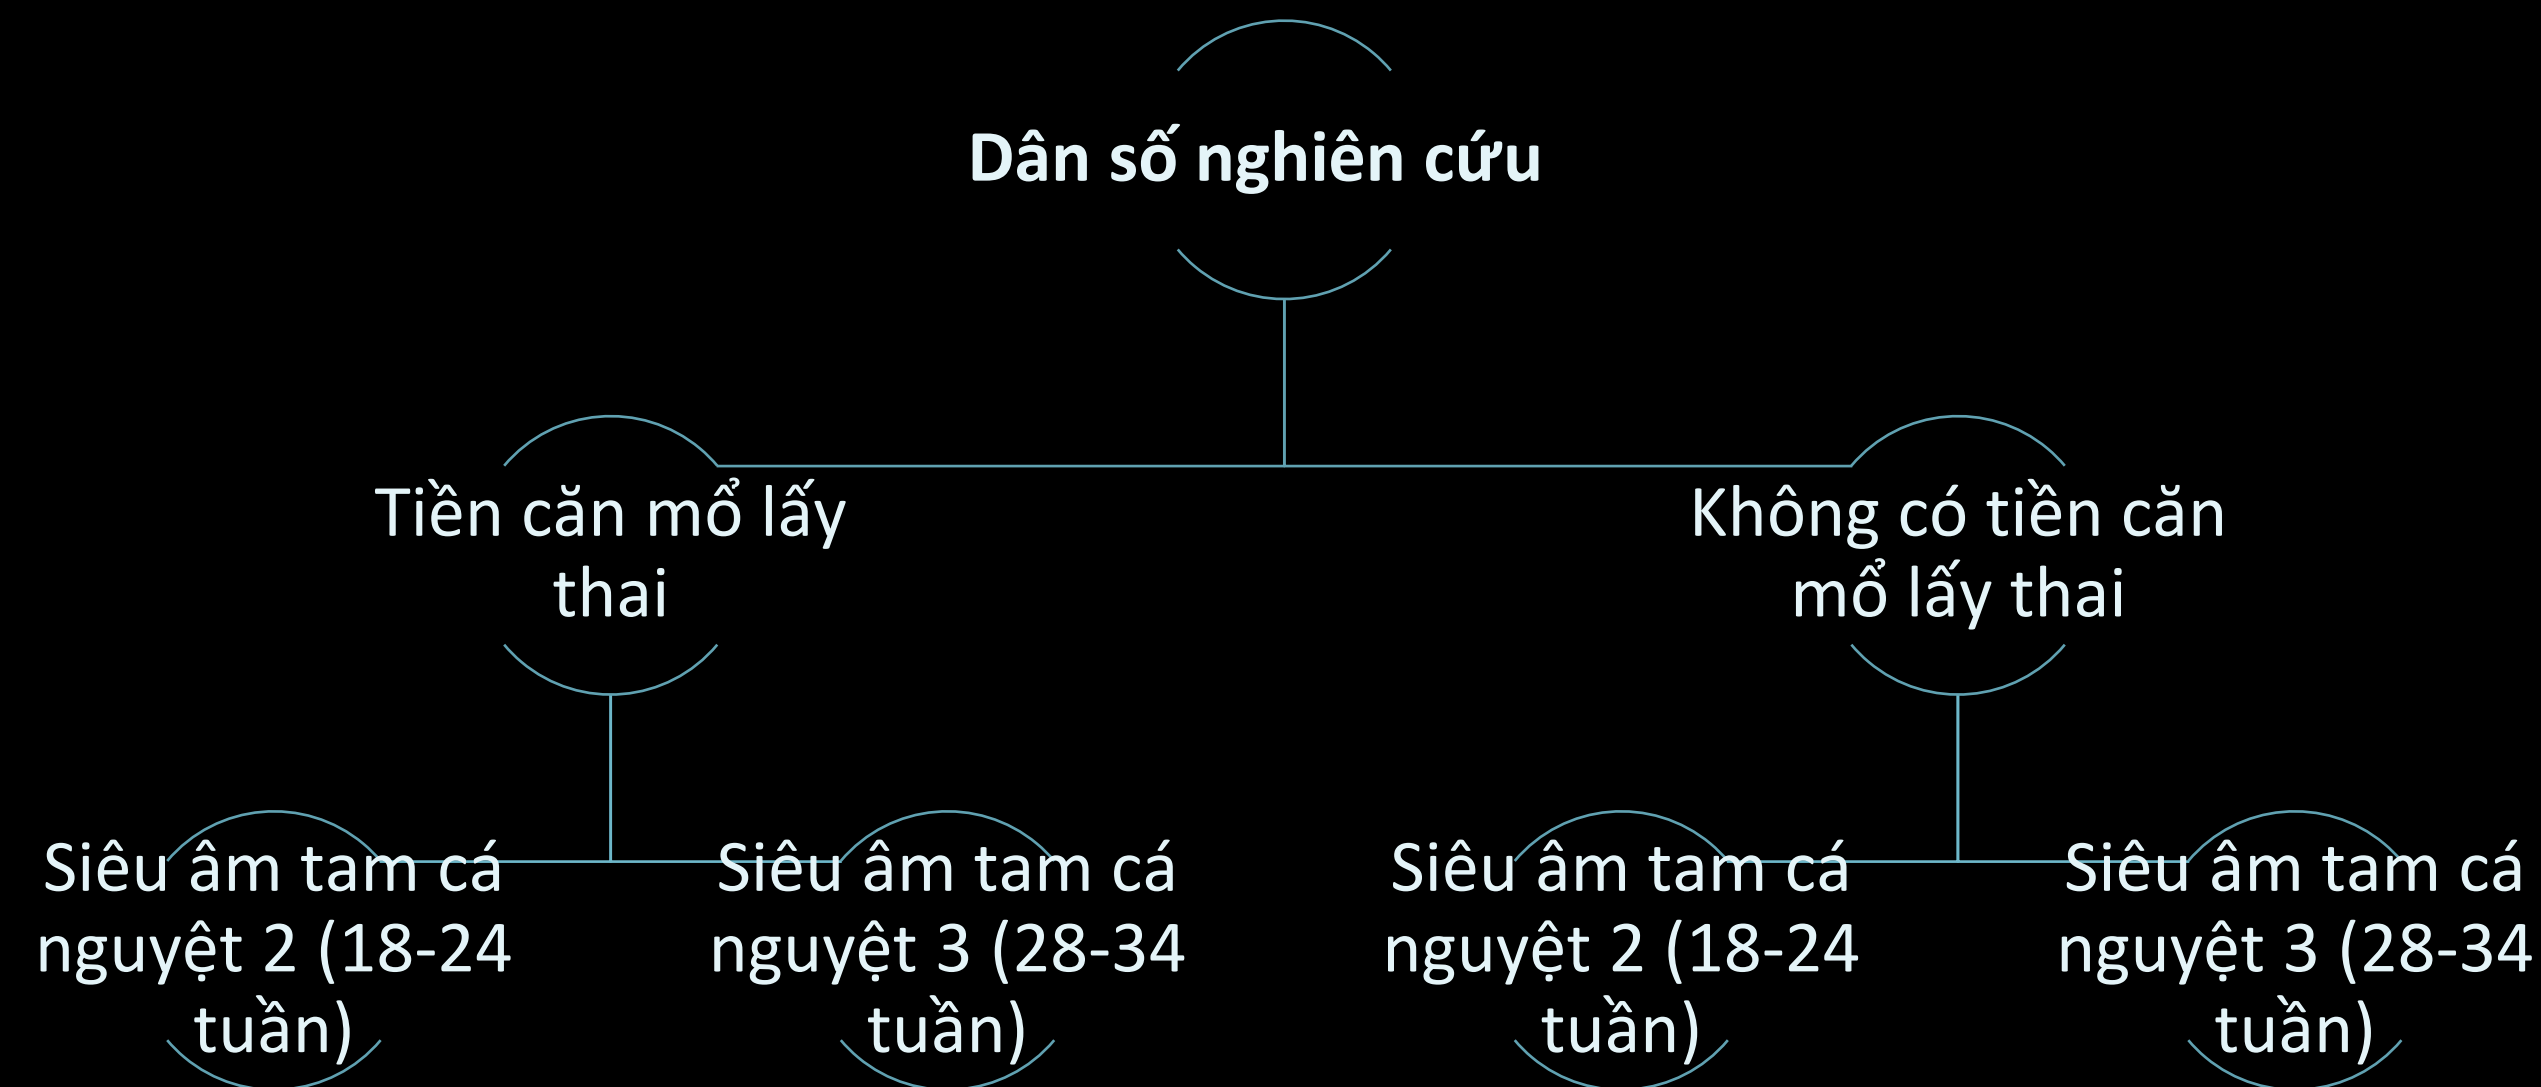 Dân số nghiên cứu
Tiền căn mổ lấy
thai
Không có tiền căn
mổ lấy thai
Siêu âm tam cá
nguyệt 2 (18-24
tuần)
Siêu âm tam cá
nguyệt 3 (28-34
tuần)
Siêu âm tam cá
nguyệt 2 (18-24
tuần)
Siêu âm tam cá
nguyệt 3 (28-34
tuần)